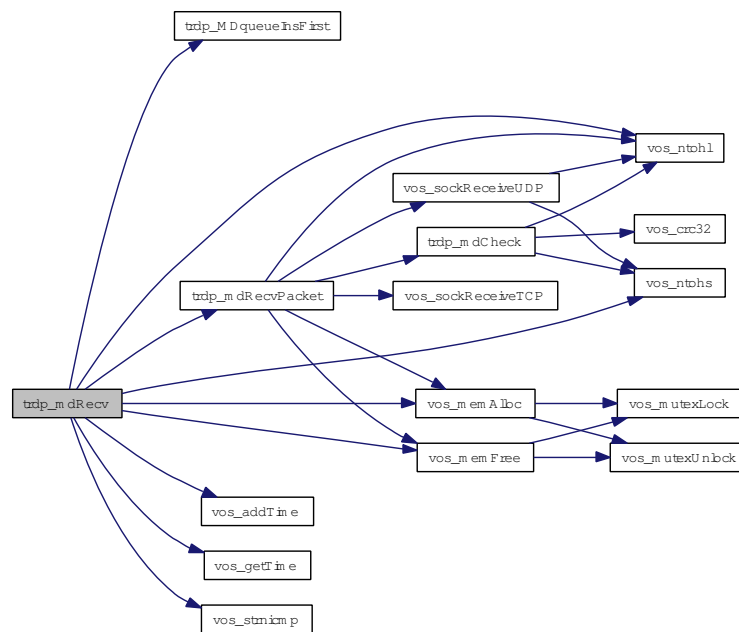 trdp_MDqueueInsFirst
vos_ntohl
vos_sockReceiveUDP
vos_crc32
trdp_mdCheck
vos_ntohs
trdp_mdRecvPacket
vos_sockReceiveTCP
trdp_mdRecv
vos_memAlloc
vos_mutexLock
vos_memFree
vos_mutexUnlock
vos_addTime
vos_getTime
vos_strnicmp